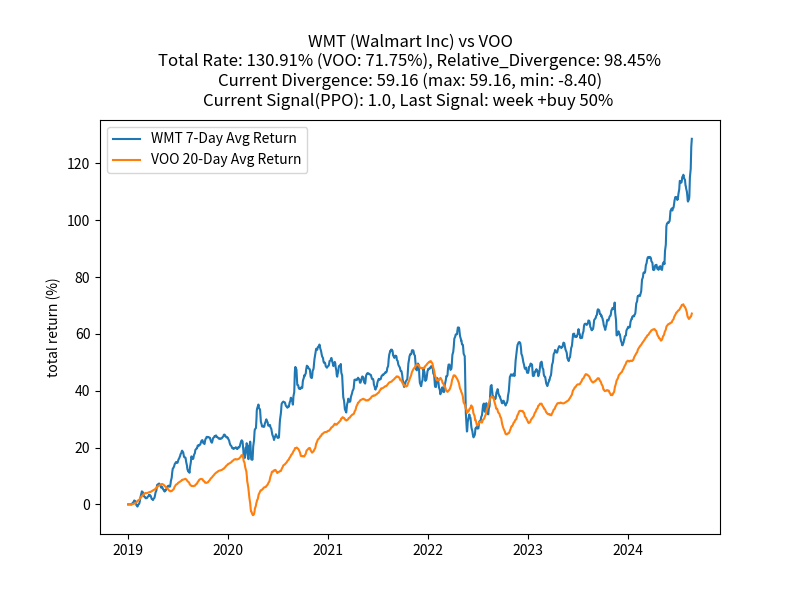 WMT (Walmart Inc) vs VOO
Total Rate: 130.91% (VOO: 71.75%), Relative_Divergence: 98.45%
Current Divergence: 59.16 (max: 59.16, min: -8.40)
Current Signal(PPO): 1.0, Last Signal: week +buy 50%
WMT 7-Day Avg Return
VOO 20-Day Avg Return
total return (%)
120
100
80
60
40
20
0
2019 2020 2021 2022 2023 2024